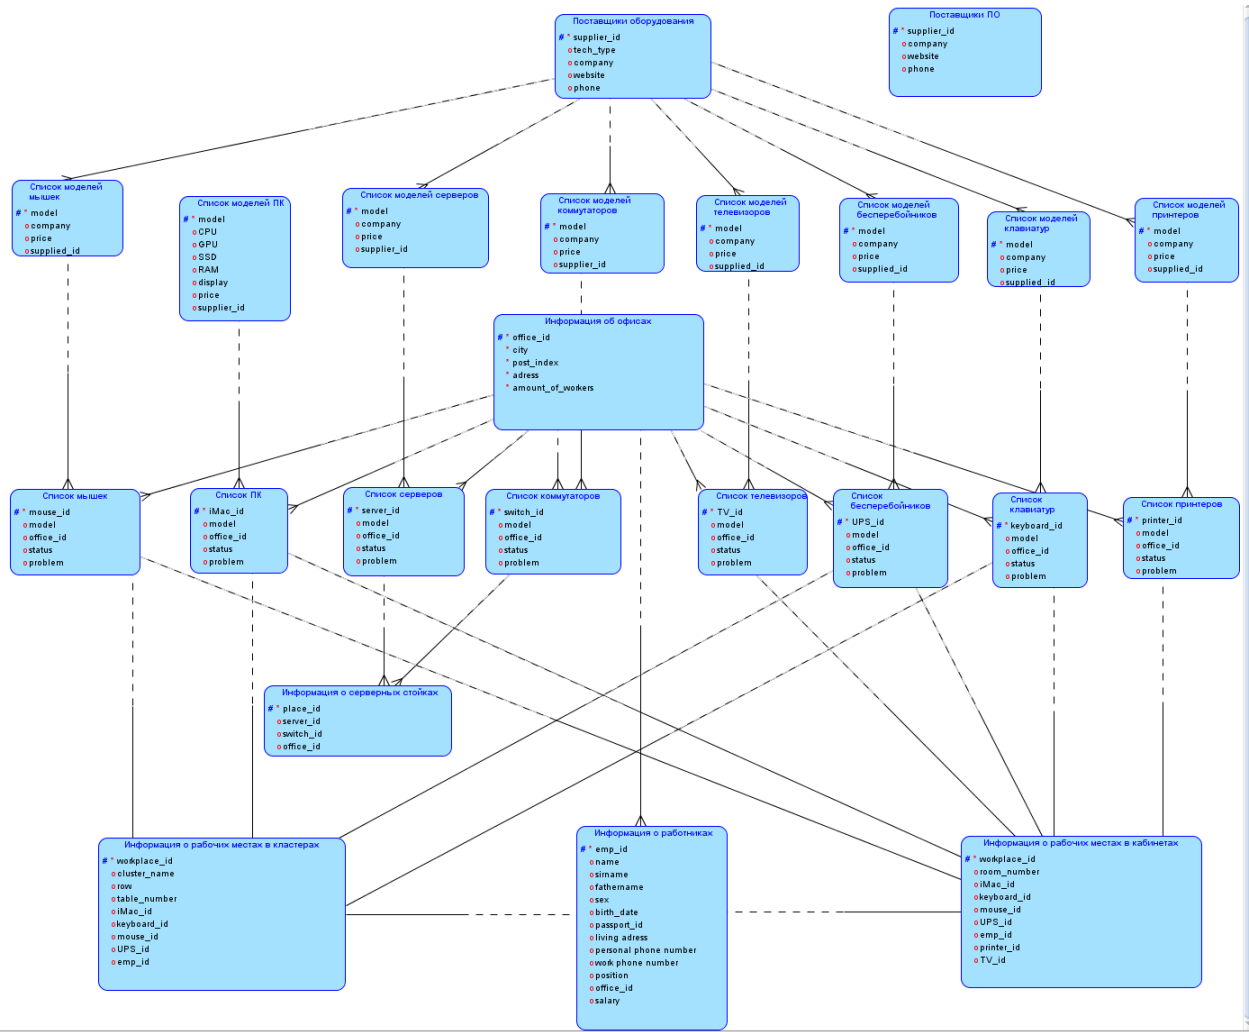 Поставщики оборудования
# * supplier_id
o tech_type
o company
o website
o phone
Поставщики ПО
# * supplier_id
o company
o website
o phone
Список моделей
мышек
# * model
o company
o price
o supplied_id
Список моделей ПК
# * model
o CPU
o GPU
o SSD
o RAM
o display
o price
o supplier_id
Список моделей серверов
# * model
o company
o price
o supplier_id
Список моделей
коммутаторов
# * model
o company
o price
o supplier_id
Список моделей
телевизоров
# * model
o company
o price
o supplied_id
Список моделей
бесперебойников
# * model
o company
o price
o supplied_id
Список моделей
клавиатур
# * model
o company
o price
o supplied_id
Список моделей
принтеров
# * model
o company
o price
o supplied_id
Информация об офисах
# * office_id
* city
* post_index
* adress
* amount_of_workers
Список мышек
# * mouse_id
o model
o office_id
o status
o problem
Список ПК
# * iMac_id
o model
o office_id
o status
o problem
Список серверов
# * server_id
o model
o office_id
o status
o problem
Список коммутаторов
# * switch_id
o model
o office_id
o status
o problem
Список телевизоров
# * TV_id
o model
o office_id
o status
o problem
Список
бесперебойников
# * UPS_id
o model
o office_id
o status
o problem
Список
клавиатур
# * keyboard_id
o model
o office_id
o status
o problem
Список принтеров
# * printer_id
o model
o office_id
o status
o problem
Информация о серверных стойках
# * place_id
o server_id
o switch_id
o office_id
Информация о рабочих местах в кластерах
# * workplace_id
o cluster_name
o row
o table_number
o iMac_id
o keyboard_id
o mouse_id
o UPS_id
o emp_id
Информация о работниках
# * emp_id
o name
o sirname
o fathername
o sex
o birth_date
o passport_id
o living adress
o personal phone number
o work phone number
o position
o office_id
o salary
Информация о рабочих местах в кабинетах
# * workplace_id
o room_number
o iMac_id
o keyboard_id
o mouse_id
o UPS_id
o emp_id
o printer_id
o TV_id